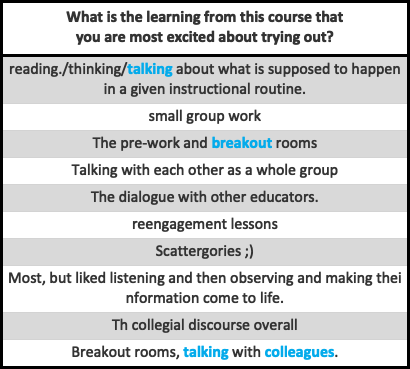 What is the learning from this course that
you are most excited about trying out?
reading./thinking/talking about what is supposed to happen
in a given instructional routine.
small group work
The pre-work and breakout rooms
Talking with each other as a whole group
The dialogue with other educators.
reengagement lessons
Scattergories ;)
Most, but liked listening and then observing and making thei
nformation come to life.
Th collegial discourse overall
Breakout rooms, talking with colleagues.